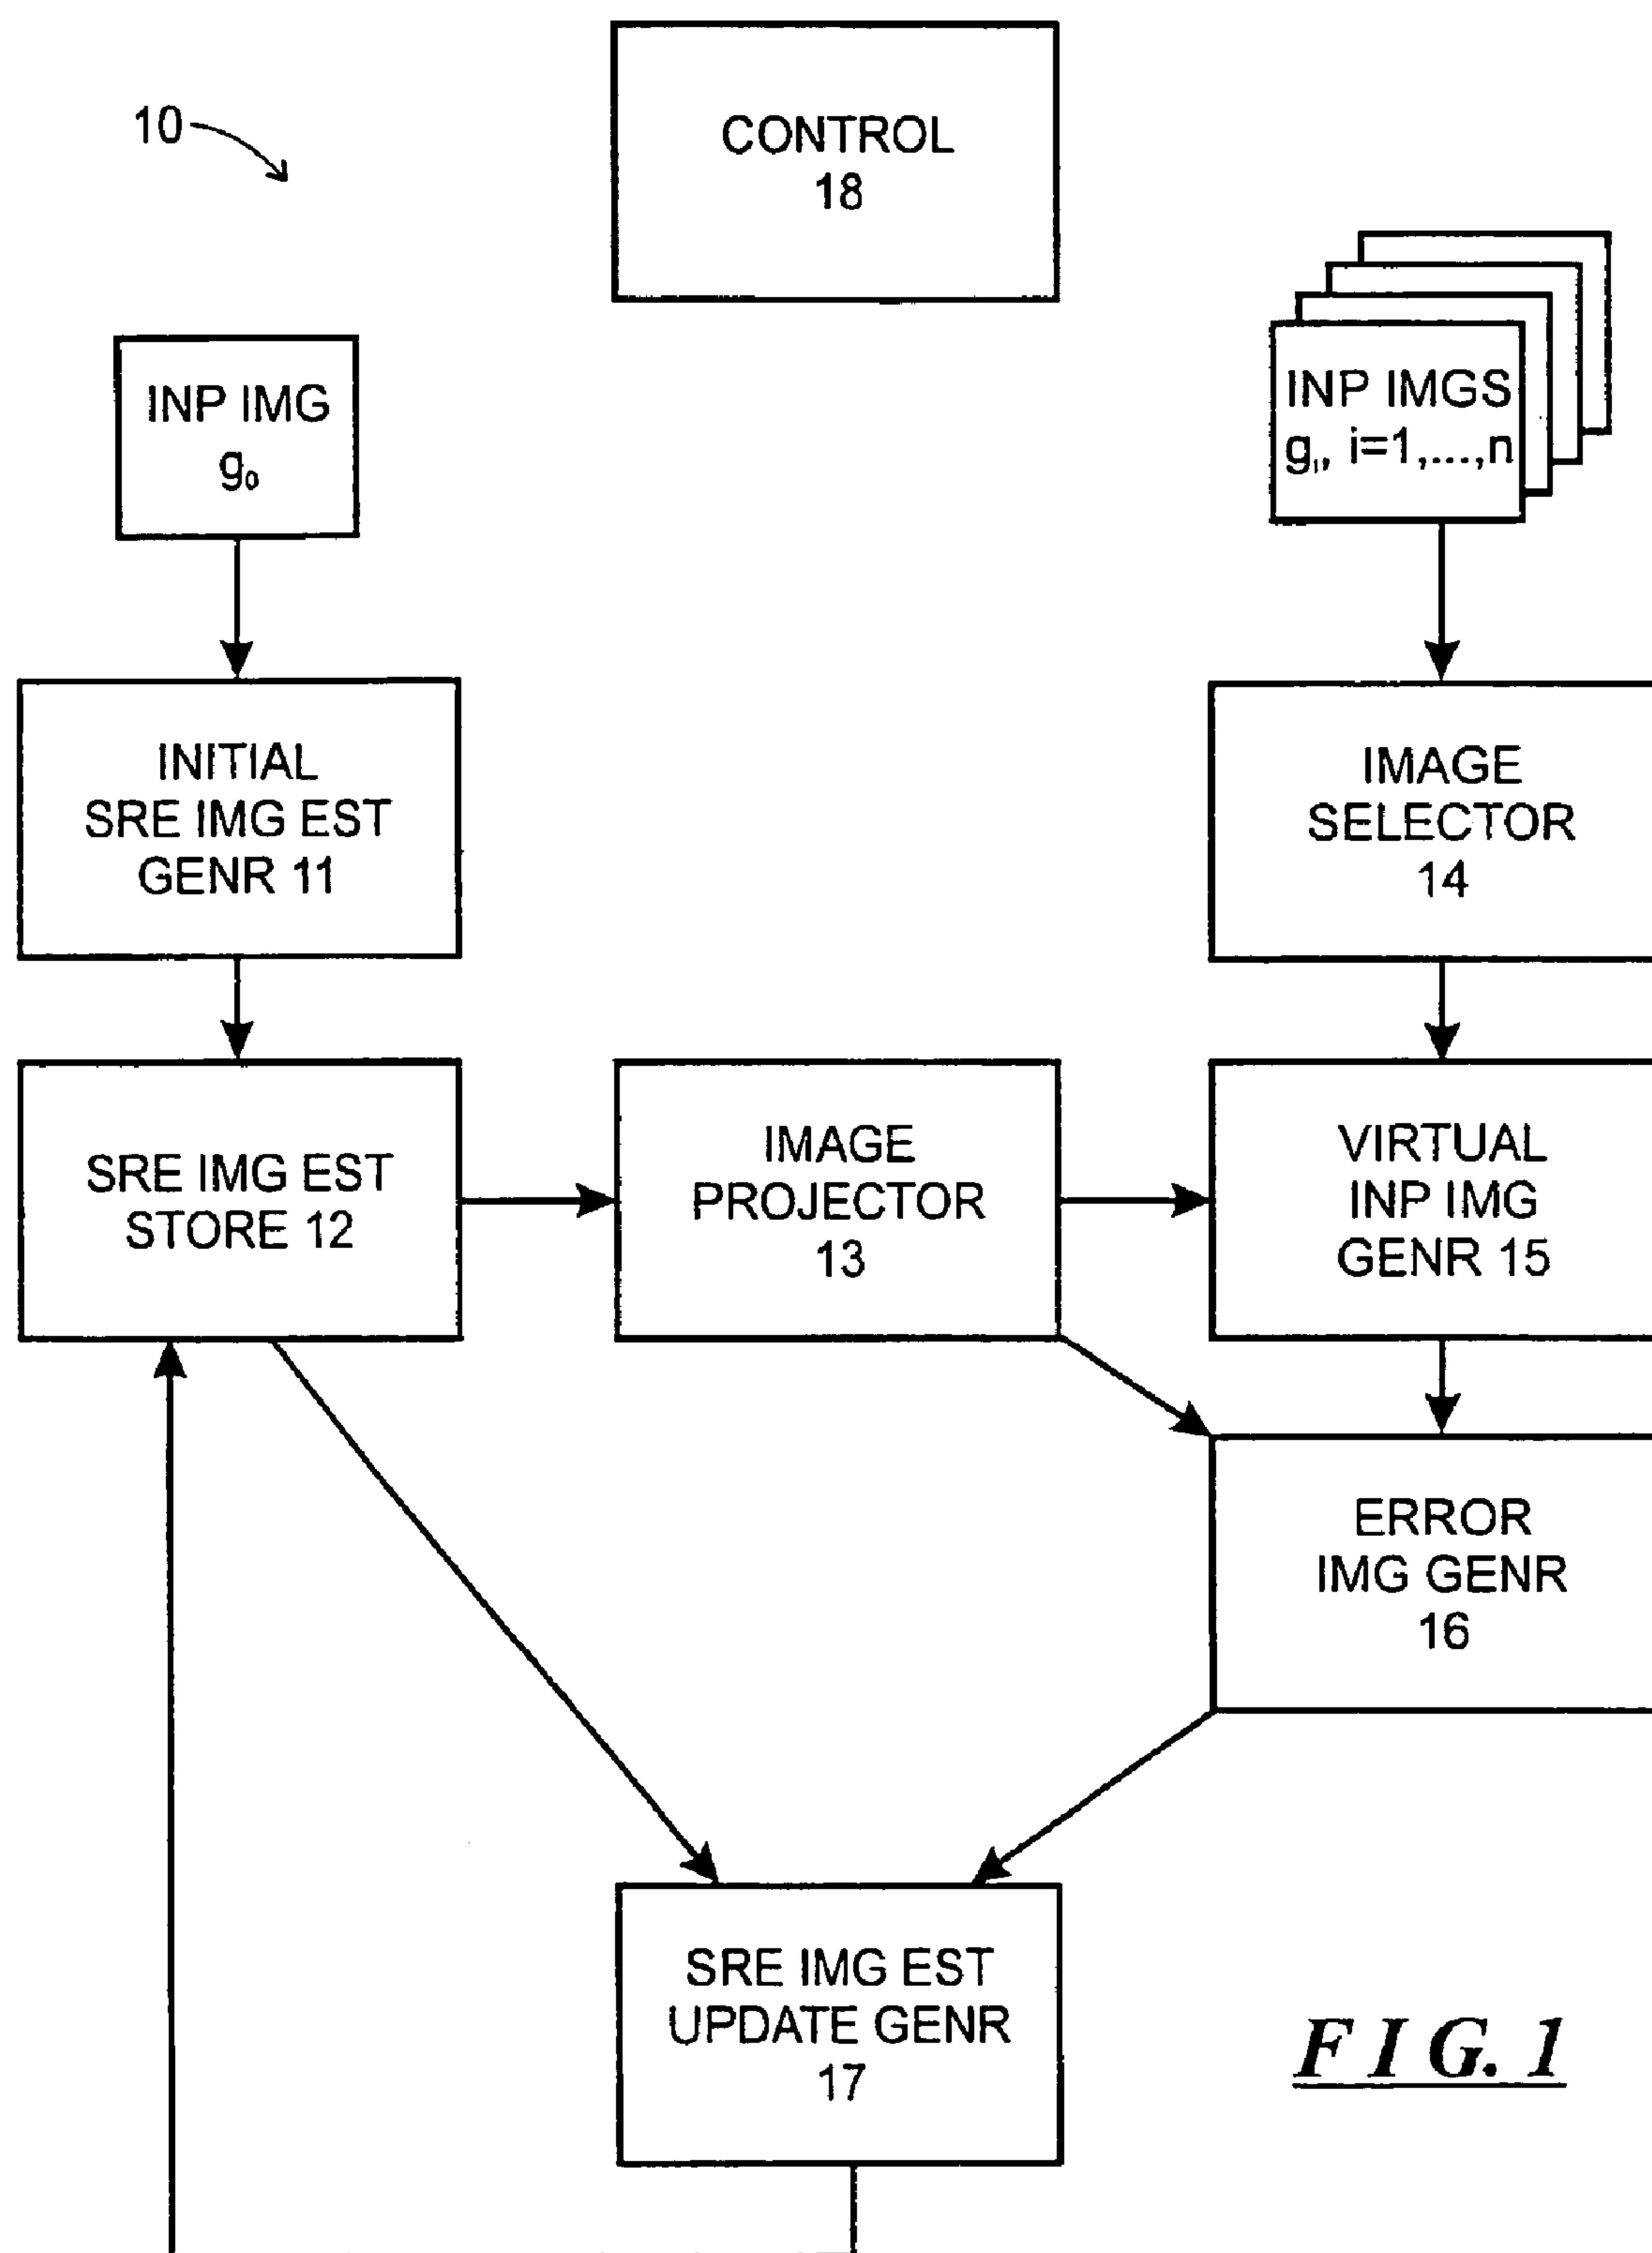 10
CONTROL
18
INP IMG
g₀
INP IMGS
gᵢ, i=1,...,n
INITIAL
SRE IMG EST
GENR 11
IMAGE
SELECTOR
14
SRE IMG EST
STORE 12
IMAGE
PROJECTOR
13
VIRTUAL
INP IMG
GENR 15
ERROR
IMG GENR
16
SRE IMG EST
UPDATE GENR
17
FIG. 1